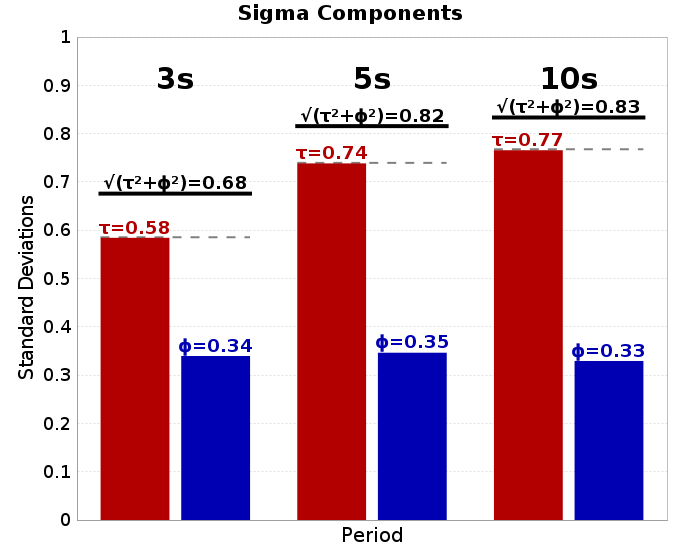 Sigma Components
1
0.9
0.8
0.7
0.6
0.5
0.4
0.3
0.2
0.1
0
Standard Deviations
3s
5s
10s
√(τ²+ϕ²)=0.68
√(τ²+ϕ²)=0.82
√(τ²+ϕ²)=0.83
τ=0.58
τ=0.74
τ=0.77
ϕ=0.34
ϕ=0.35
ϕ=0.33
Period